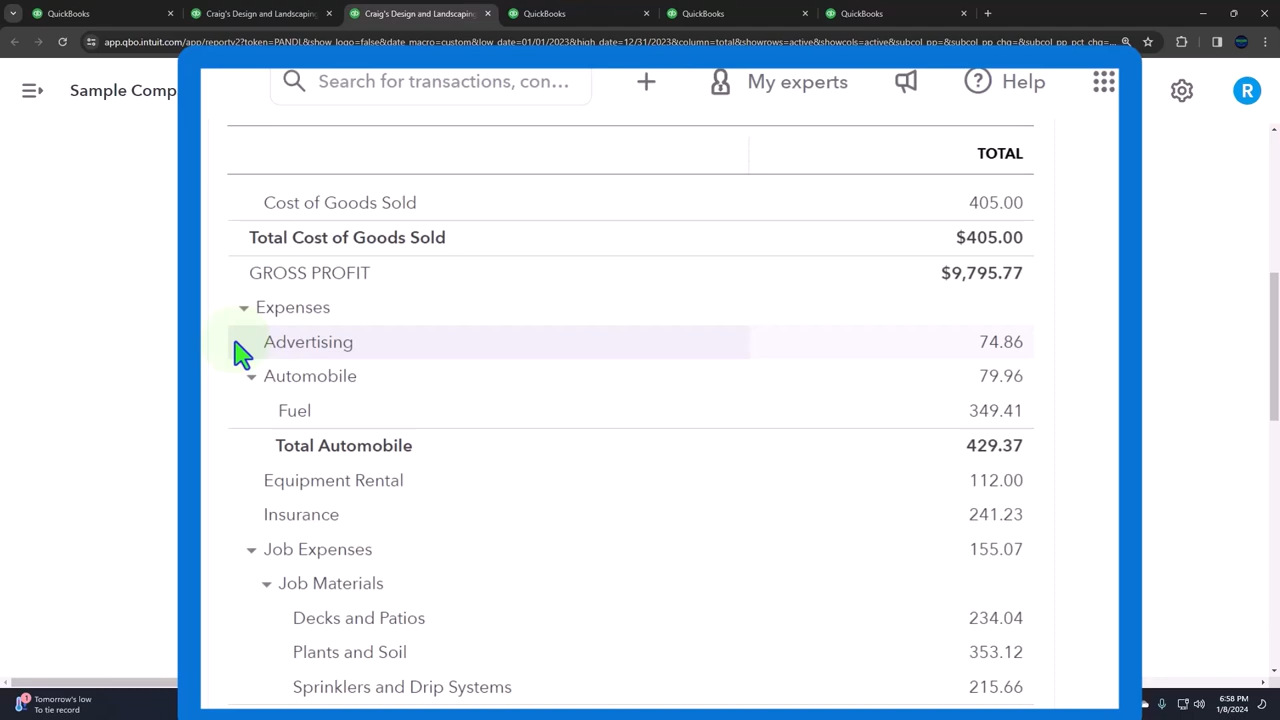 Craig's Design and Landscaping
Craig's Design and Landscaping
QuickBooks
QuickBooks
QuickBooks
Sample Comp
Search for transactions, con...
My experts
Help
R
TOTAL
Cost of Goods Sold 405.00
Total Cost of Goods Sold $405.00
GROSS PROFIT $9,795.77
Expenses
Advertising 74.86
Automobile 79.96
Fuel 349.41
Total Automobile 429.37
Equipment Rental 112.00
Insurance 241.23
Job Expenses 155.07
Job Materials
Decks and Patios 234.04
Plants and Soil 353.12
Sprinklers and Drip Systems 215.66
1
Tomorrow's low
To tie record
6:58 PM
1/8/2024